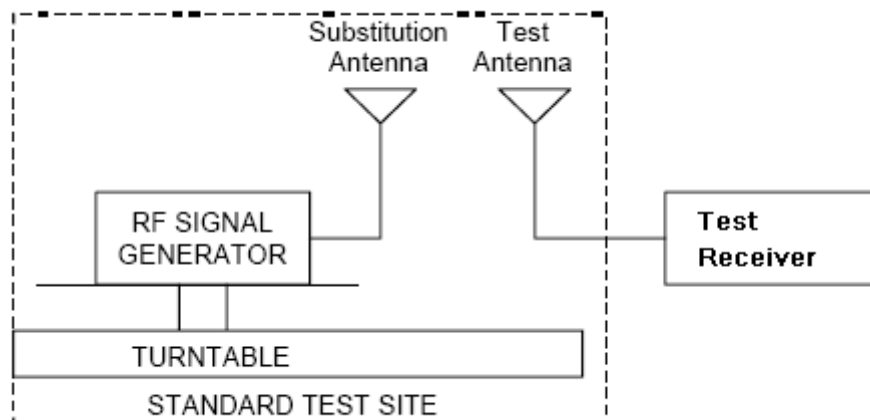 Substitution
Antenna
Test
Antenna
RF SIGNAL
GENERATOR
Test
Receiver
TURNTABLE
STANDARD TEST SITE